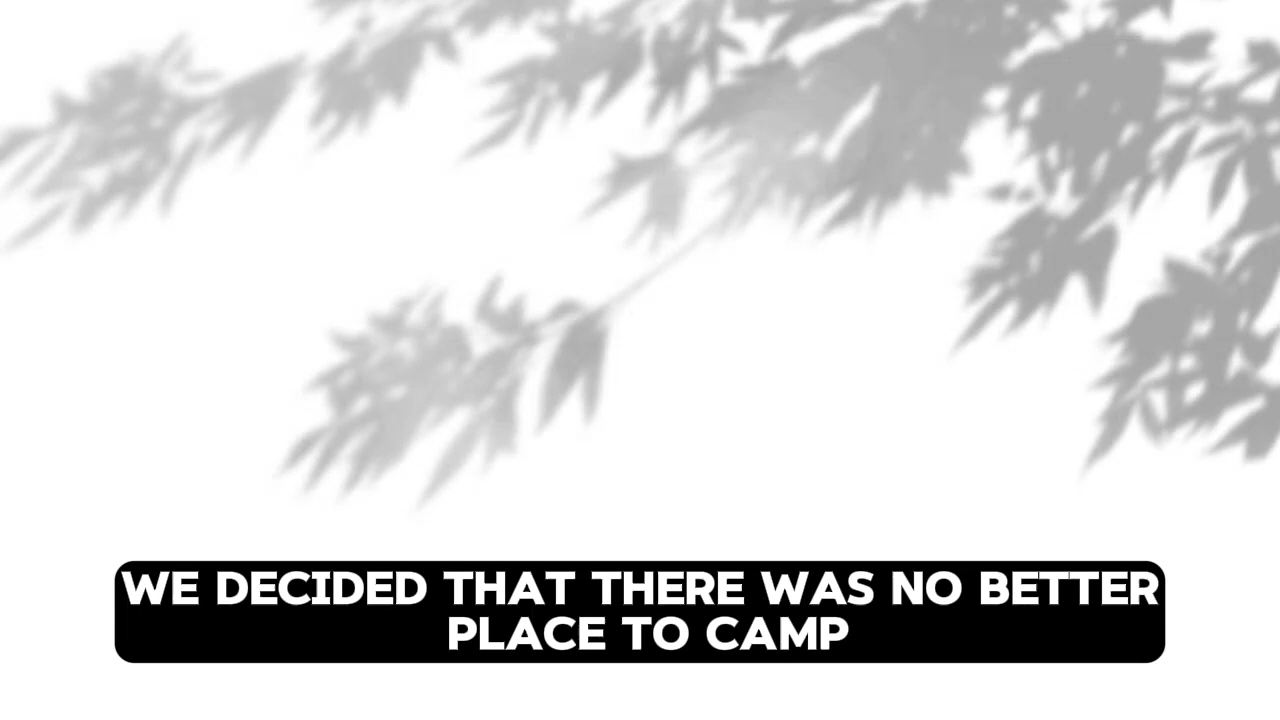 WE DECIDED THAT THERE WAS NO BETTER
PLACE TO CAMP